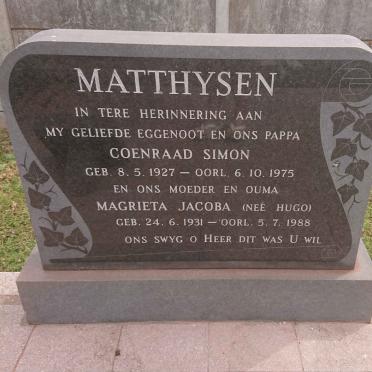 MATTHYSEN
IN TERE HERINNERING AAN
MY GELIEFDE EGGENOOT EN ONS PAPPA
COENRAAD SIMON
GEB. 8.5.1927 — OORL. 6.10.1975
EN ONS MOEDER EN OUMA
MAGRIETA JACOBA (NEÈ HUGO)
GEB. 24.6.1931 — OORL. 5.7.1988
ONS SWYG O HEER DIT WAS U WIL